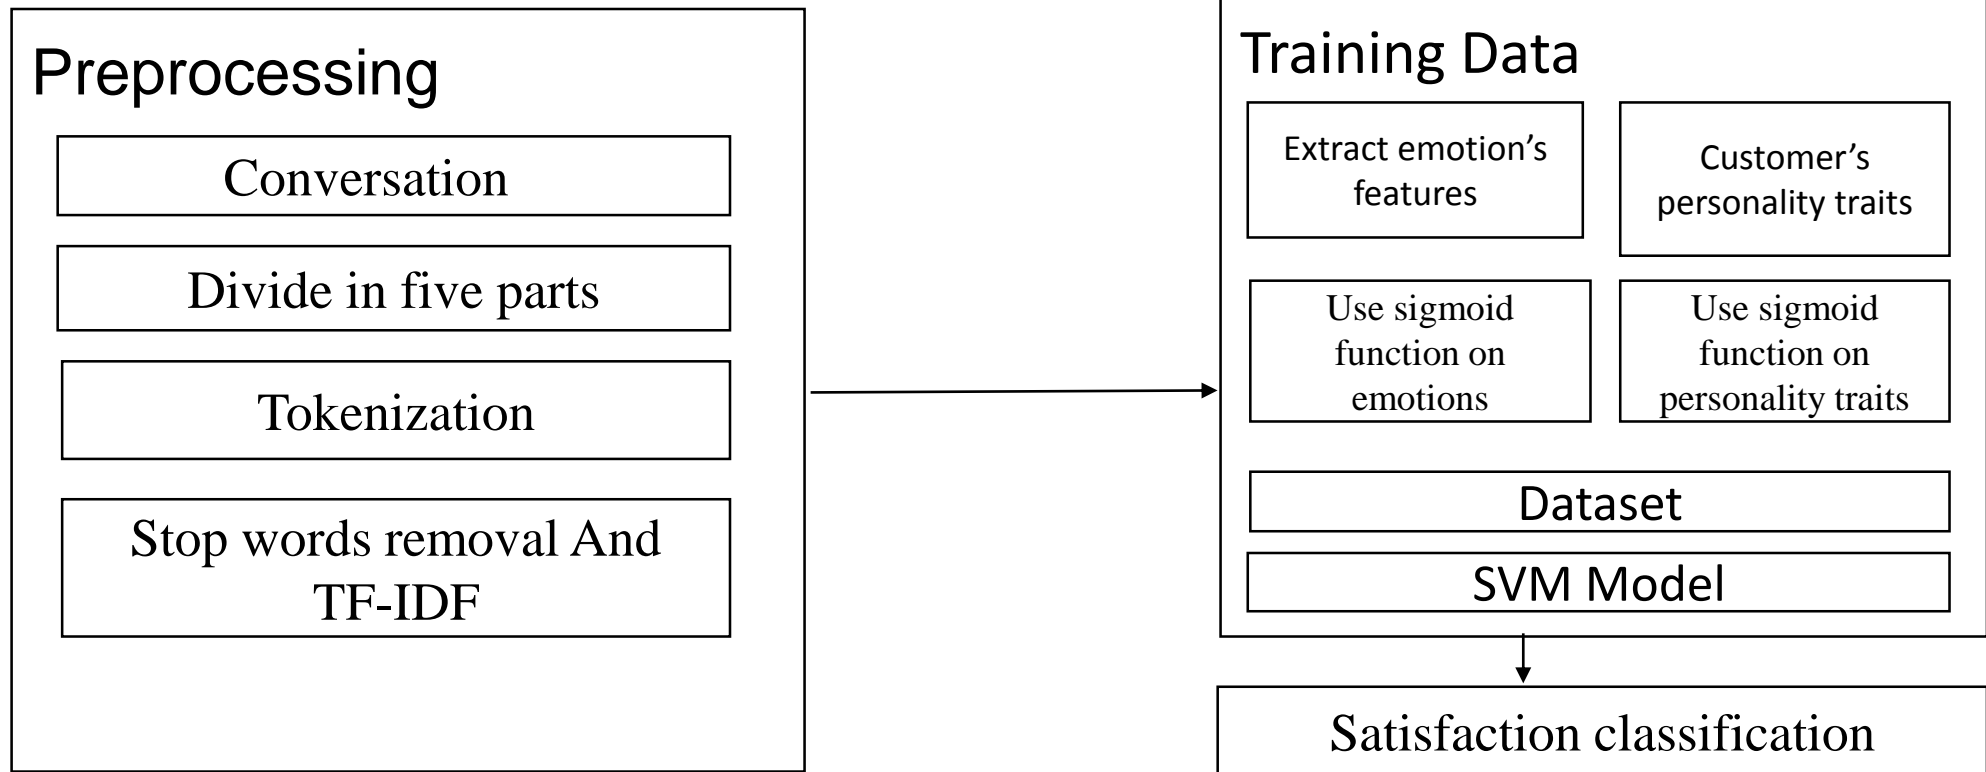 Preprocessing
Conversation
Divide in five parts
Tokenization
Stop words removal And
TF-IDF
Training Data
Extract emotion's
features
Customer's
personality traits
Use sigmoid
function on
emotions
Use sigmoid
function on
personality traits
Dataset
SVM Model
Satisfaction classification